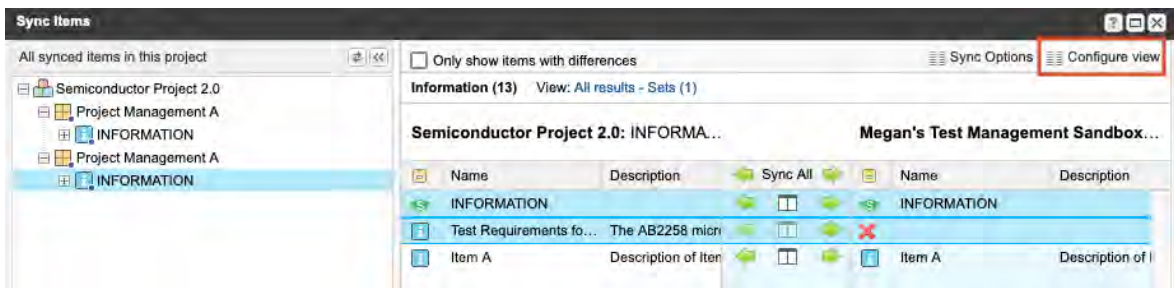 Sync Items
All synced items in this project
Only show items with differences
Sync Options
Configure view
Semiconductor Project 2.0
Information (13) View: All results - Sets (1)
Project Management A
INFORMATION
Semiconductor Project 2.0: INFORMA... Megan's Test Management Sandbox...
Project Management A
INFORMATION
Name Description Sync All Name Description
INFORMATION INFORMATION
Test Requirements fo... The AB2258 micr
Item A Description of Iter Item A Description of